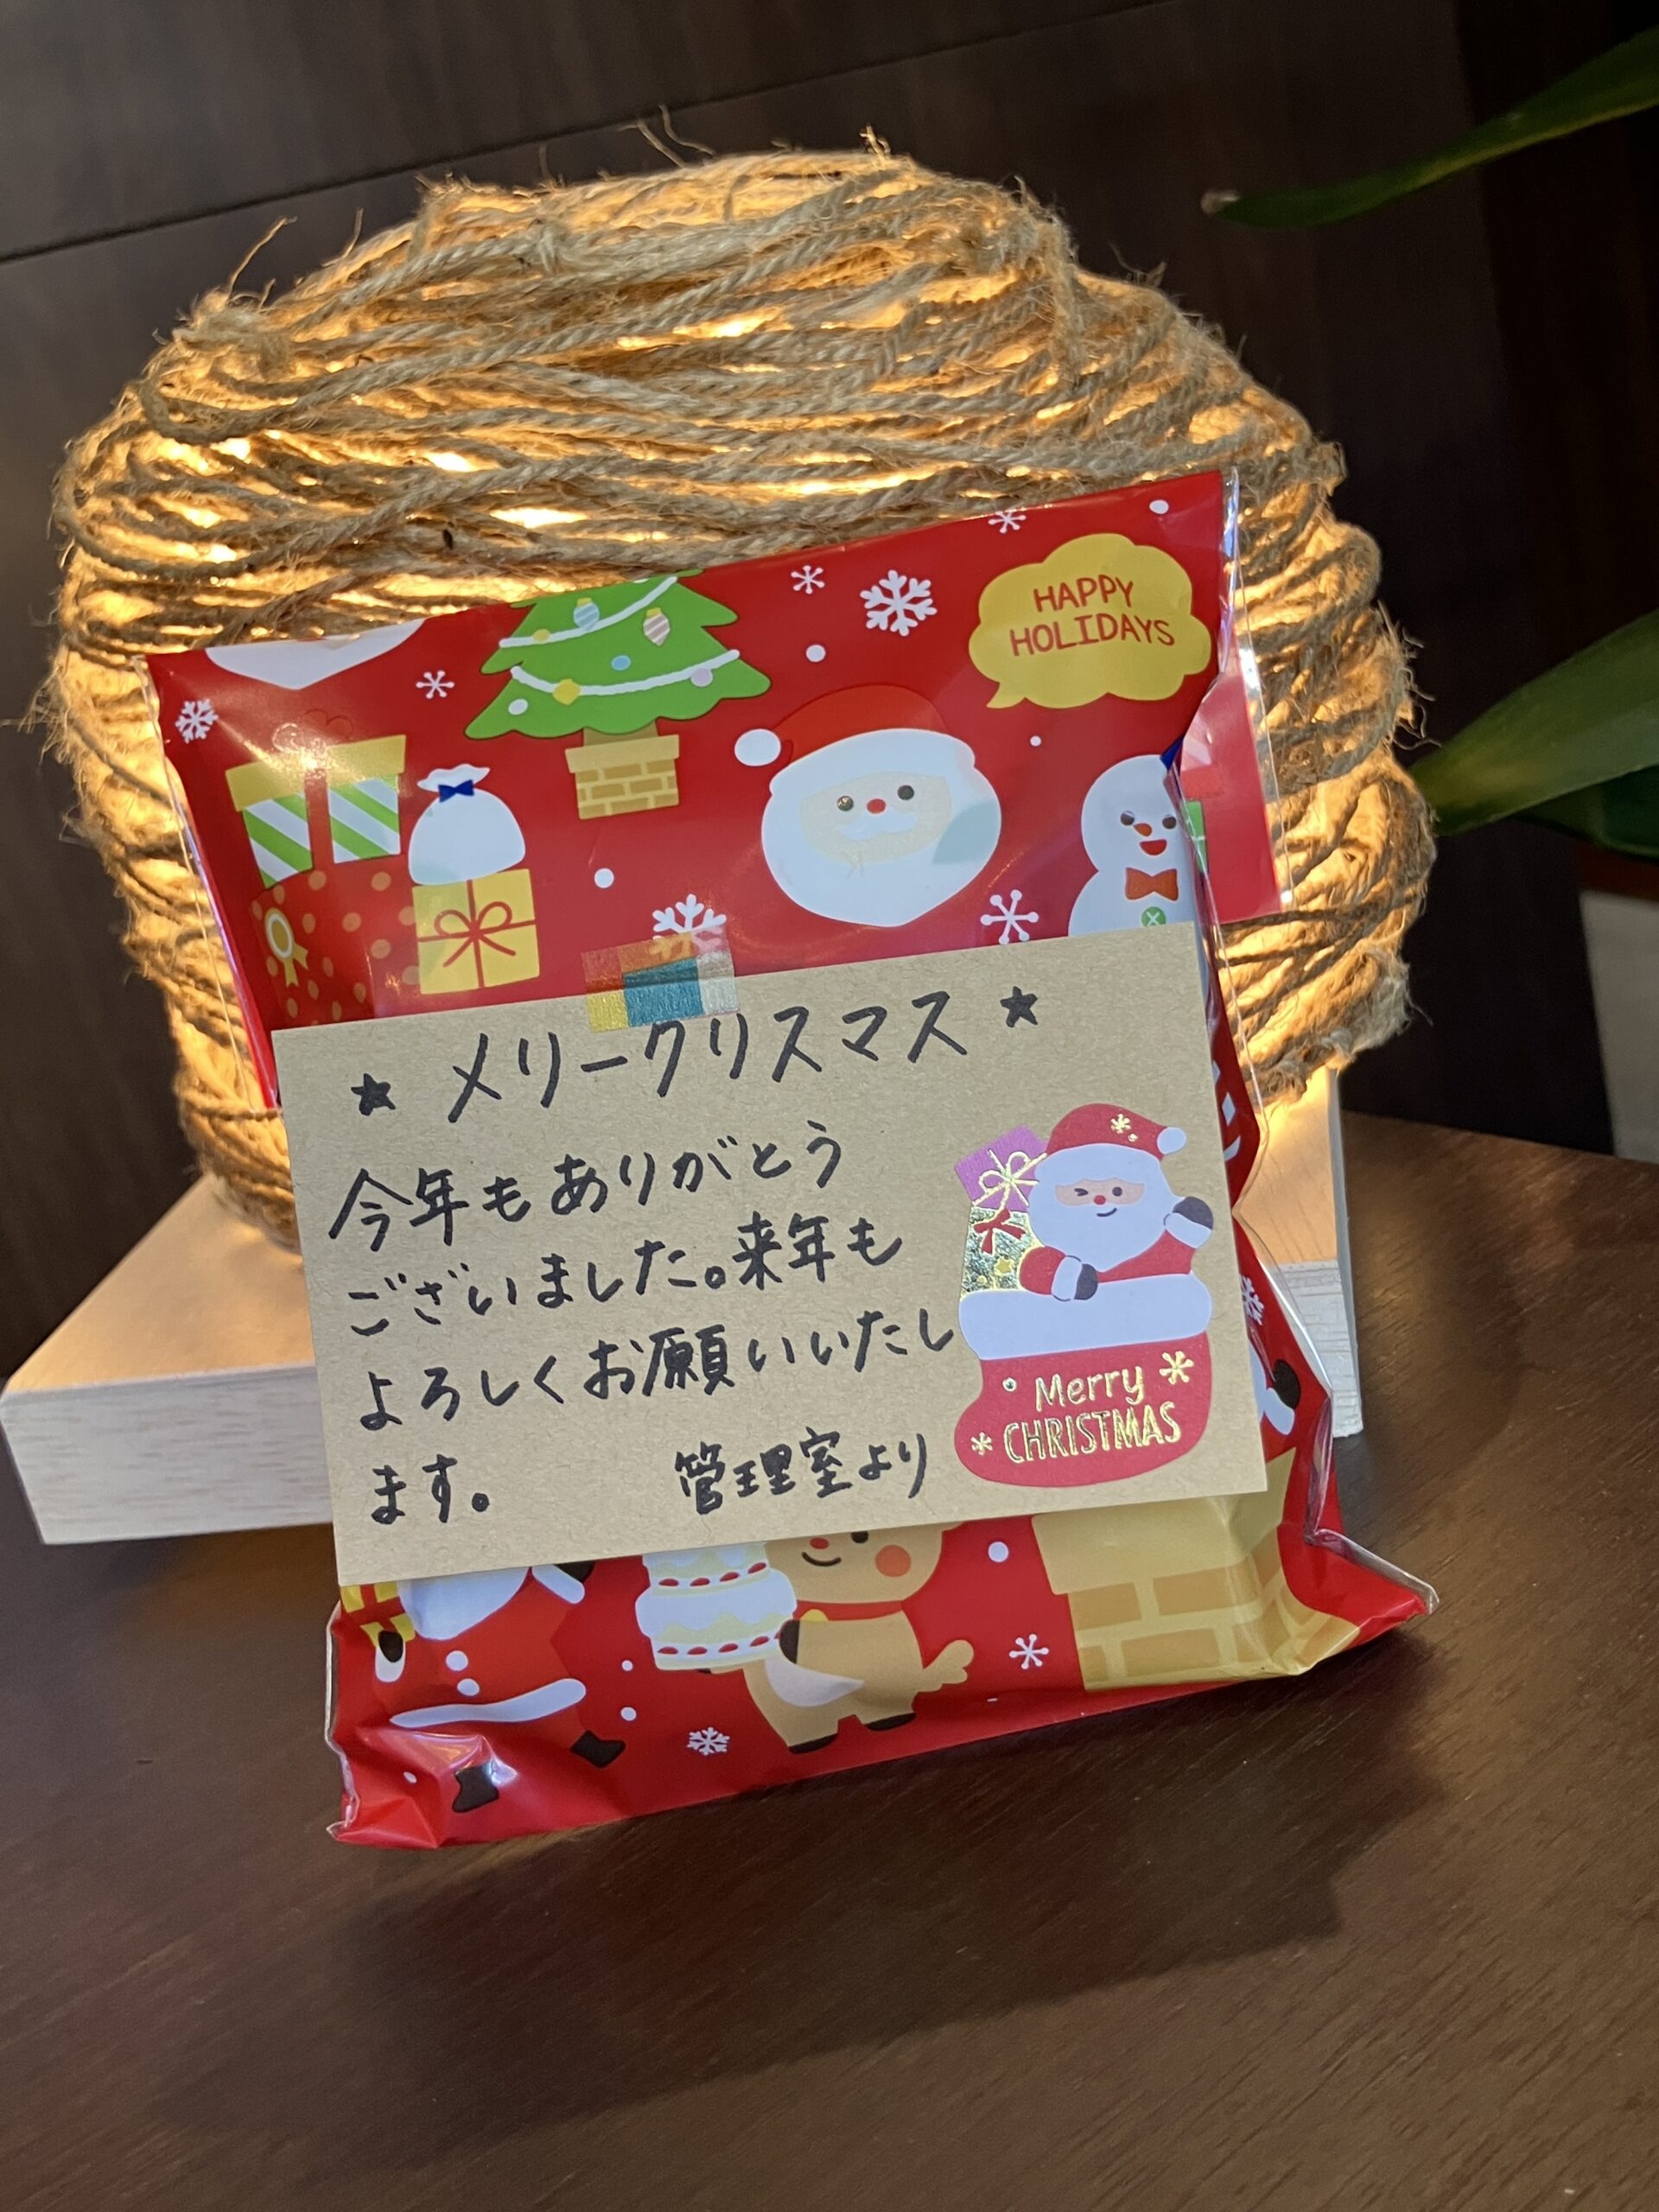 HAPPY
HOLIDAYS
★ メリークリスマス ★
今年もありがとう
ございました。来年も
よろしくお願いいたし
ます。 管理室より
Merry
CHRISTMAS